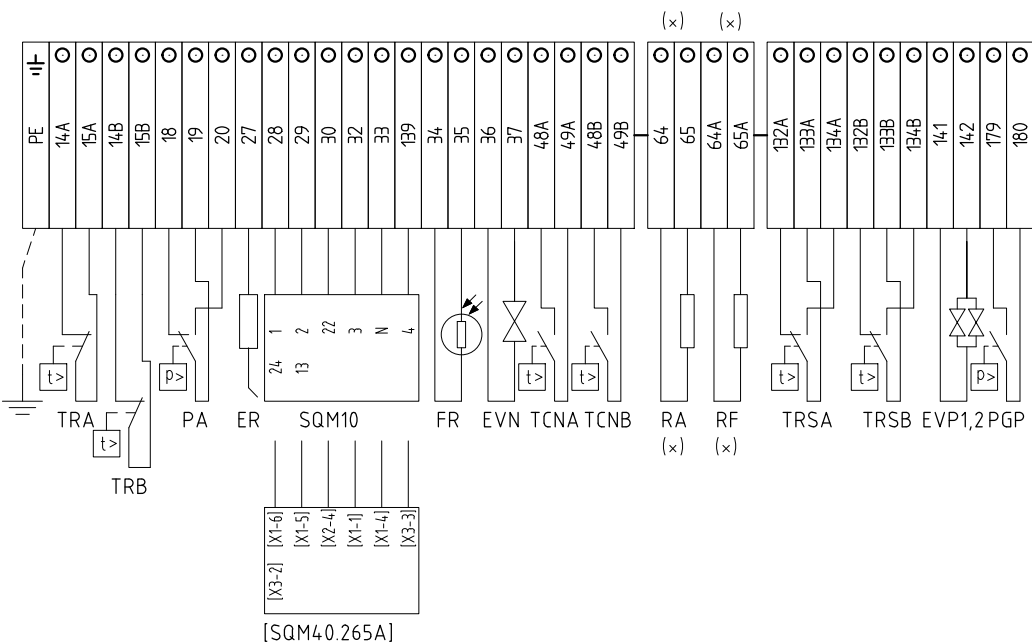 (x) (x)
PE 14A 15A 14B 15B 18 19 20 27 28 29 30 32 33 139 34 35 36 37 48A 49A 48B 49B 64 65 64A 65A 132A 133A 134A 132B 133B 134B 141 142 179 180
1 2 22 3 N 4
24 13
t> p> t> t> t> t> p>
TRA PA ER SQM10 FR EVN TCNA TCNB RA RF TRSA TRSB EVP1,2 PGP
t>
(x) (x)
TRB
[X1-6] [X1-5] [X2-4] [X1-1] [X1-4] [X3-3]
[X3-2]
[SQM40.265A]